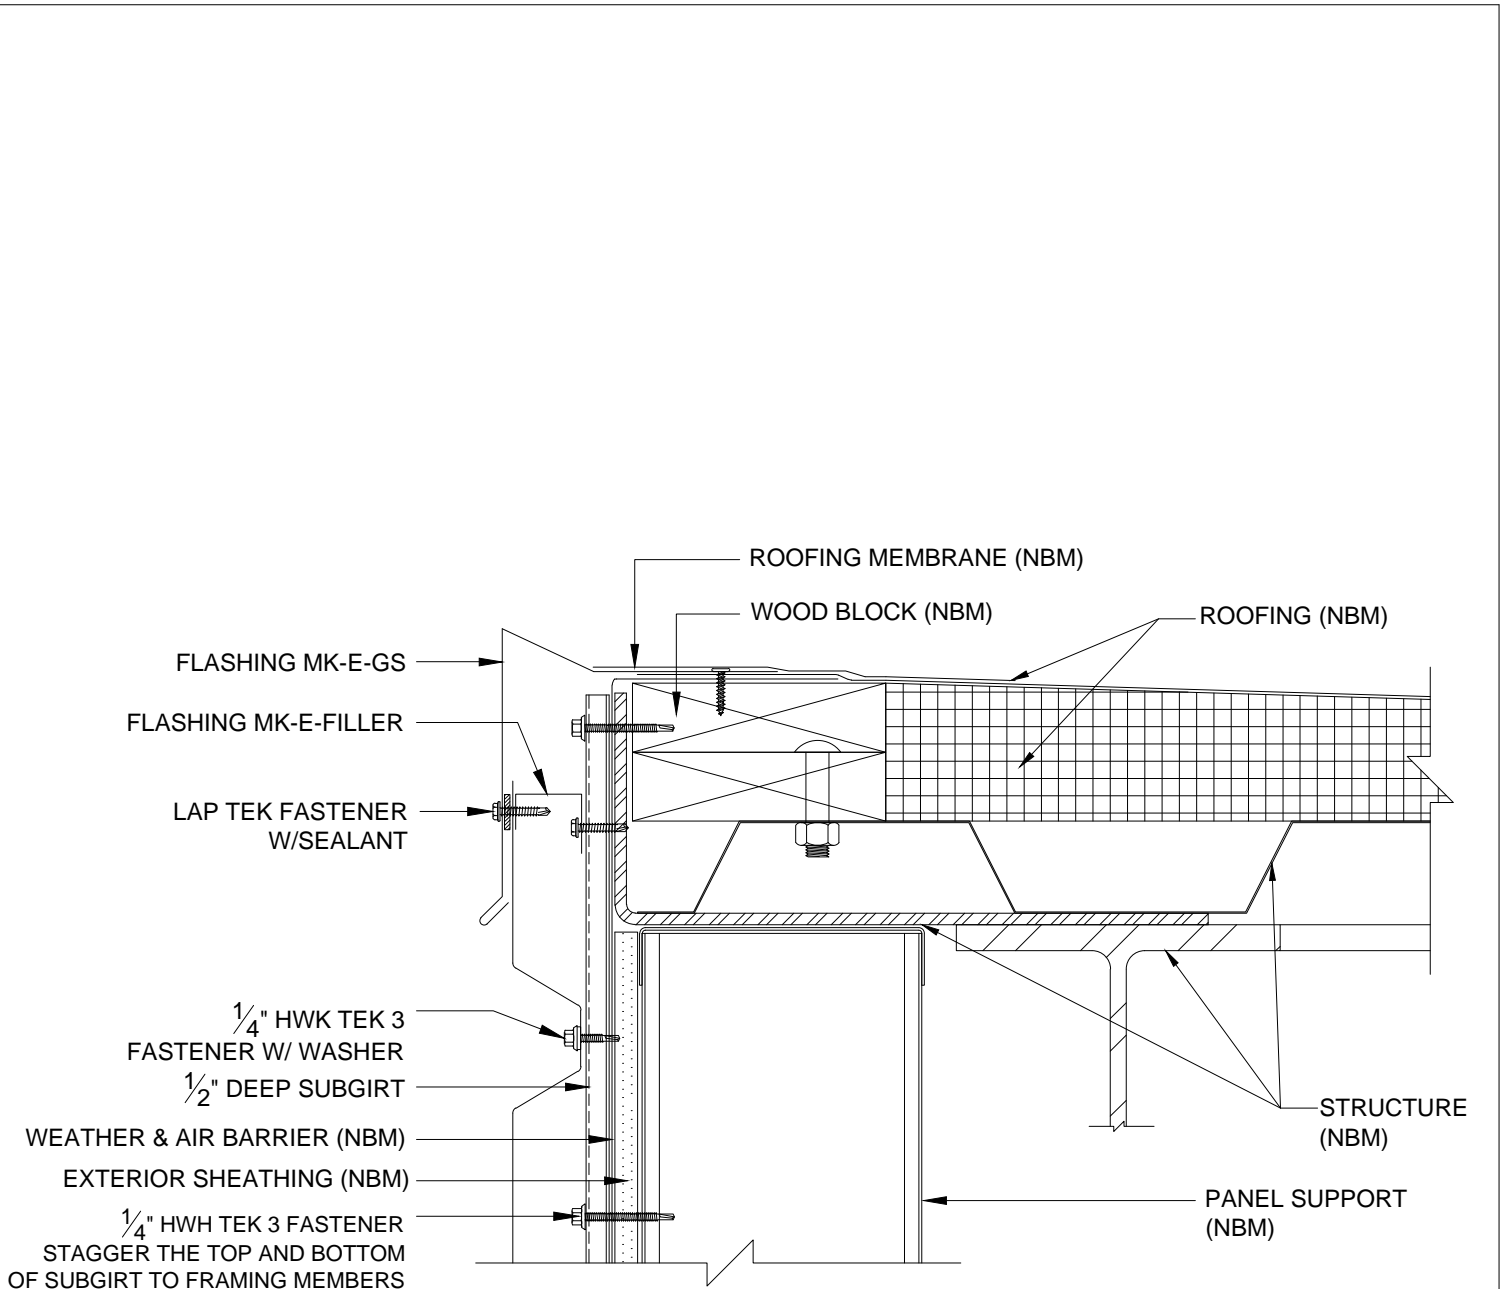 ROOFING MEMBRANE (NBM)
WOOD BLOCK (NBM)
ROOFING (NBM)
FLASHING MK-E-GS
FLASHING MK-E-FILLER
LAP TEK FASTENER
W/SEALANT
1/4" HWK TEK 3
FASTENER W/ WASHER
1/2" DEEP SUBGIRT
WEATHER & AIR BARRIER (NBM)
EXTERIOR SHEATHING (NBM)
1/4" HWH TEK 3 FASTENER
STAGGER THE TOP AND BOTTOM
OF SUBGIRT TO FRAMING MEMBERS
STRUCTURE
(NBM)
PANEL SUPPORT
(NBM)